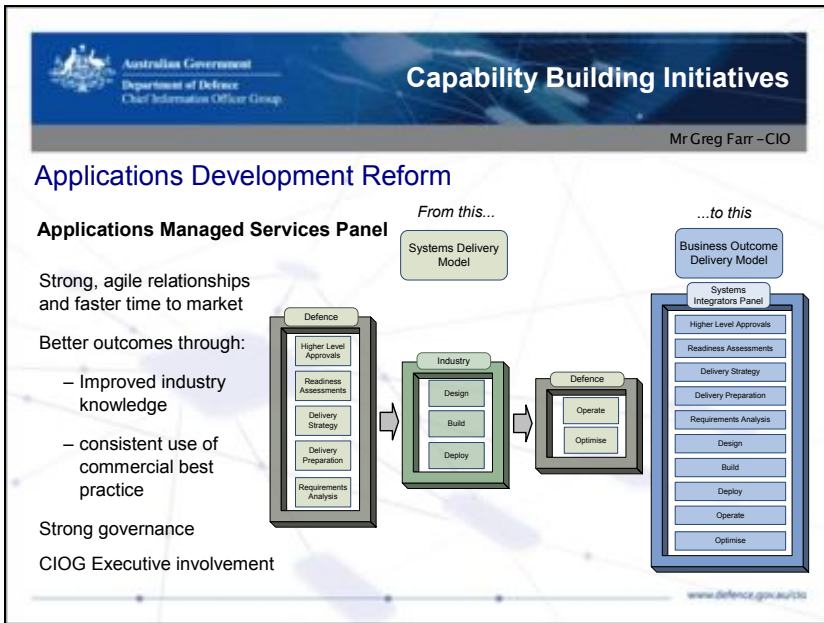 Australian Government
Department of Defence
Chief Information Officer Group
Capability Building Initiatives
Mr Greg Farr – CIO
Applications Development Reform
Applications Managed Services Panel
Strong, agile relationships
and faster time to market
Better outcomes through:
– Improved industry
knowledge
– consistent use of
commercial best
practice
Strong governance
CIOG Executive involvement
From this...
Systems Delivery
Model
Defence
Higher Level
Approvals
Readiness
Assessments
Delivery
Strategy
Delivery
Preparation
Requirements
Analysis
Industry
Design
Build
Deploy
Defence
Operate
Optimise
...to this
Business Outcome
Delivery Model
Systems
Integrators Panel
Higher Level Approvals
Readiness Assessments
Delivery Strategy
Delivery Preparation
Requirements Analysis
Design
Build
Deploy
Operate
Optimise
www.defence.gov.au/cio